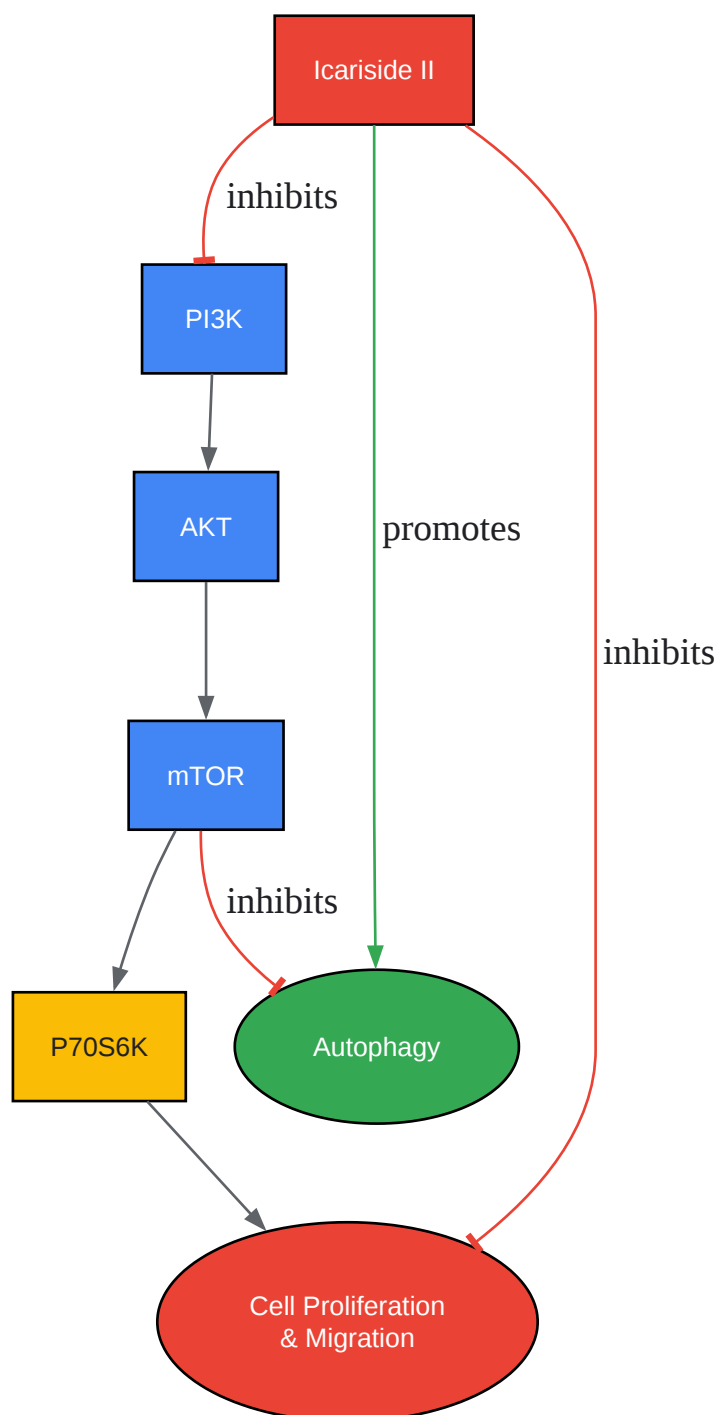 Icariside II
inhibits
PI3K
AKT
promotes
inhibits
mTOR
inhibits
P70S6K
Autophagy
Cell Proliferation
& Migration